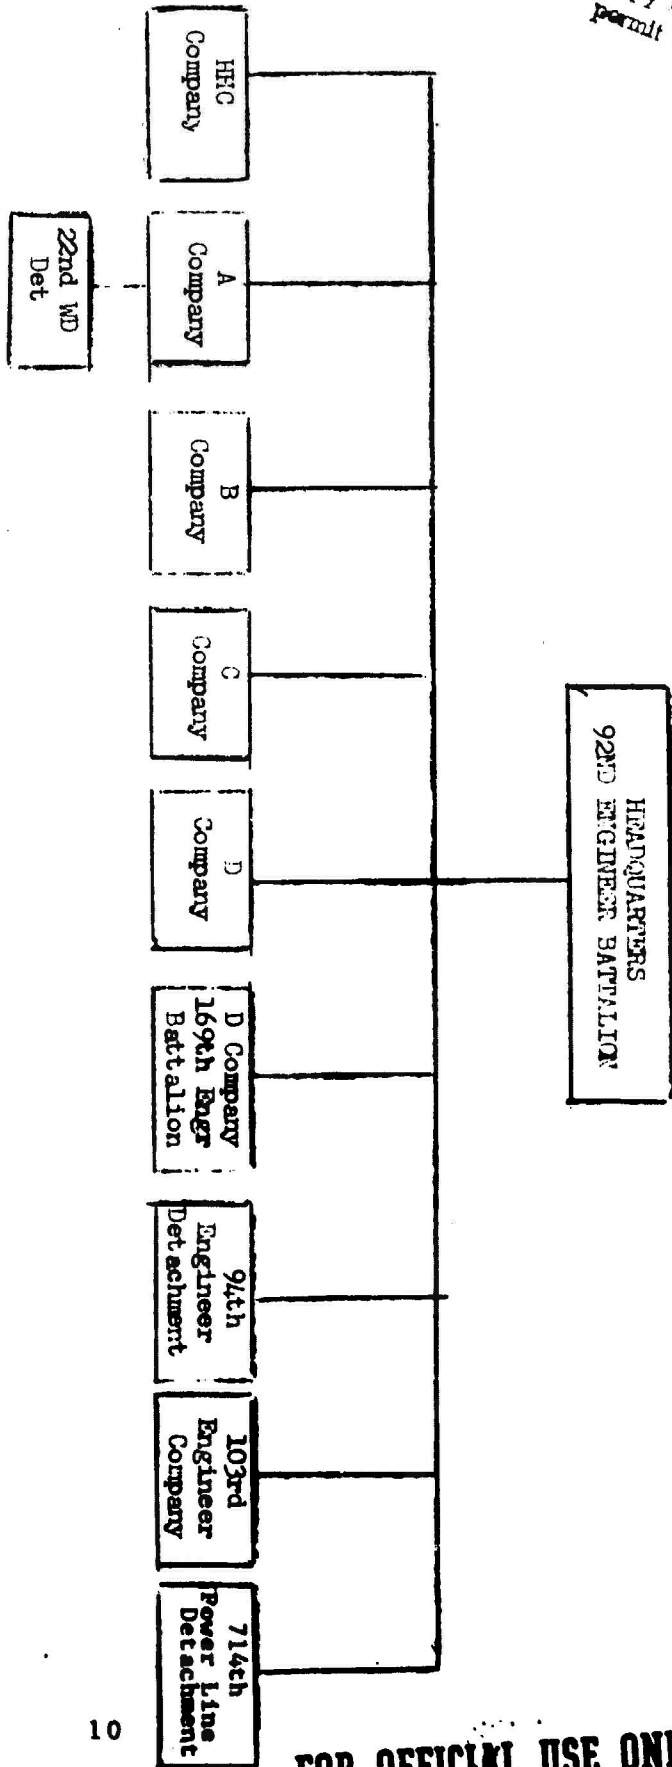 permit
HEADQUARTERS
92ND ENGINEER BATTALION
HHC
Company
A
Company
22nd WD
Det
B
Company
C
Company
D
Company
D Company
169th Engr
Battalion
94th
Engineer
Detachment
103rd
Engineer
Company
714th
Power Line
Detachment
10
FOR OFFICIAL USE ONL